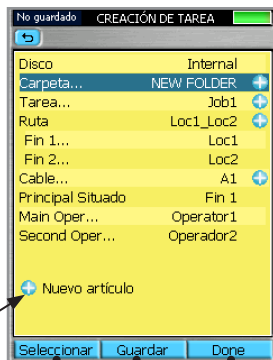 No guardado CREACIÓN DE TAREA
Disco Internal
Carpeta... NEW FOLDER
Tarea... Job1
Ruta Loc1_Loc2
Fin 1... Loc1
Fin 2... Loc2
Cable... A1
Principal Situado Fin 1
Main Oper... Operator1
Second Oper... Operador2
Nuevo artículo
Seleccionar Guardar Done